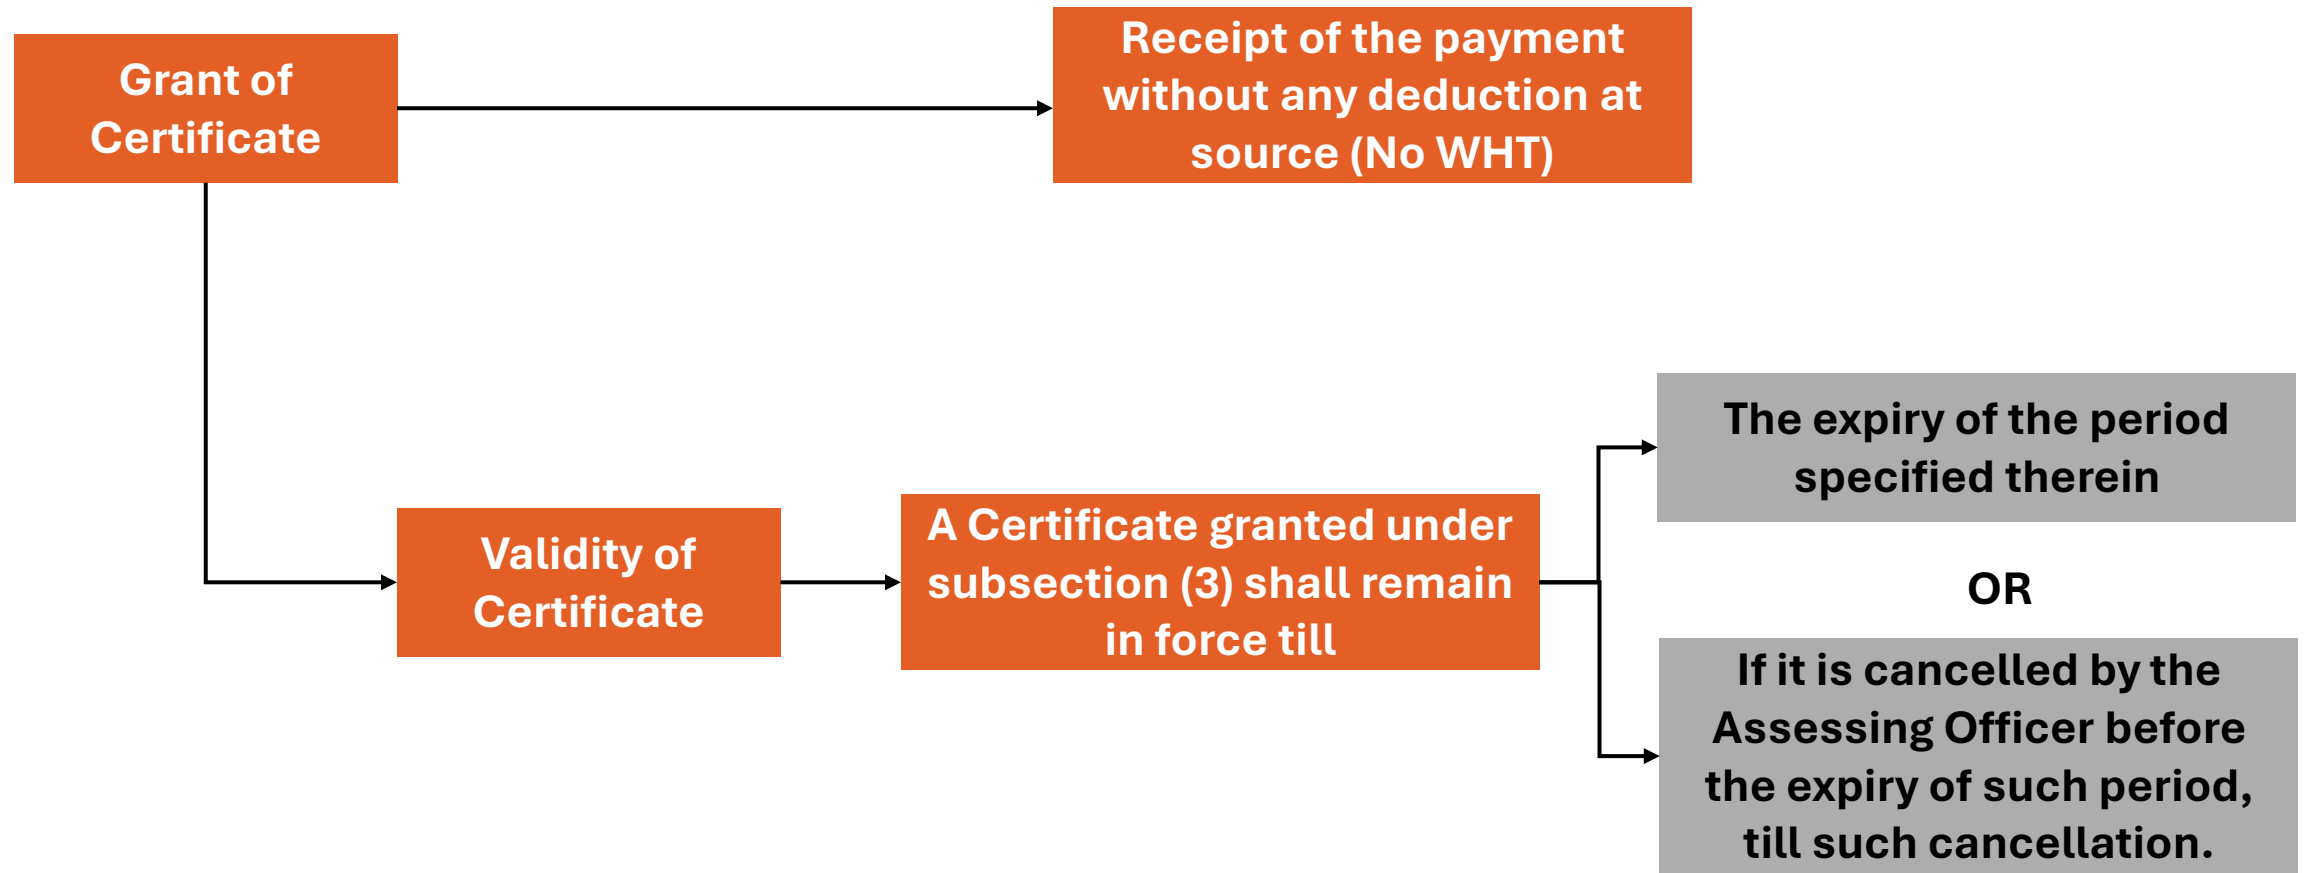 Grant of
Certificate
Receipt of the payment
without any deduction at
source (No WHT)
Validity of
Certificate
A Certificate granted under
subsection (3) shall remain
in force till
The expiry of the period
specified therein
OR
If it is cancelled by the
Assessing Officer before
the expiry of such period,
till such cancellation.